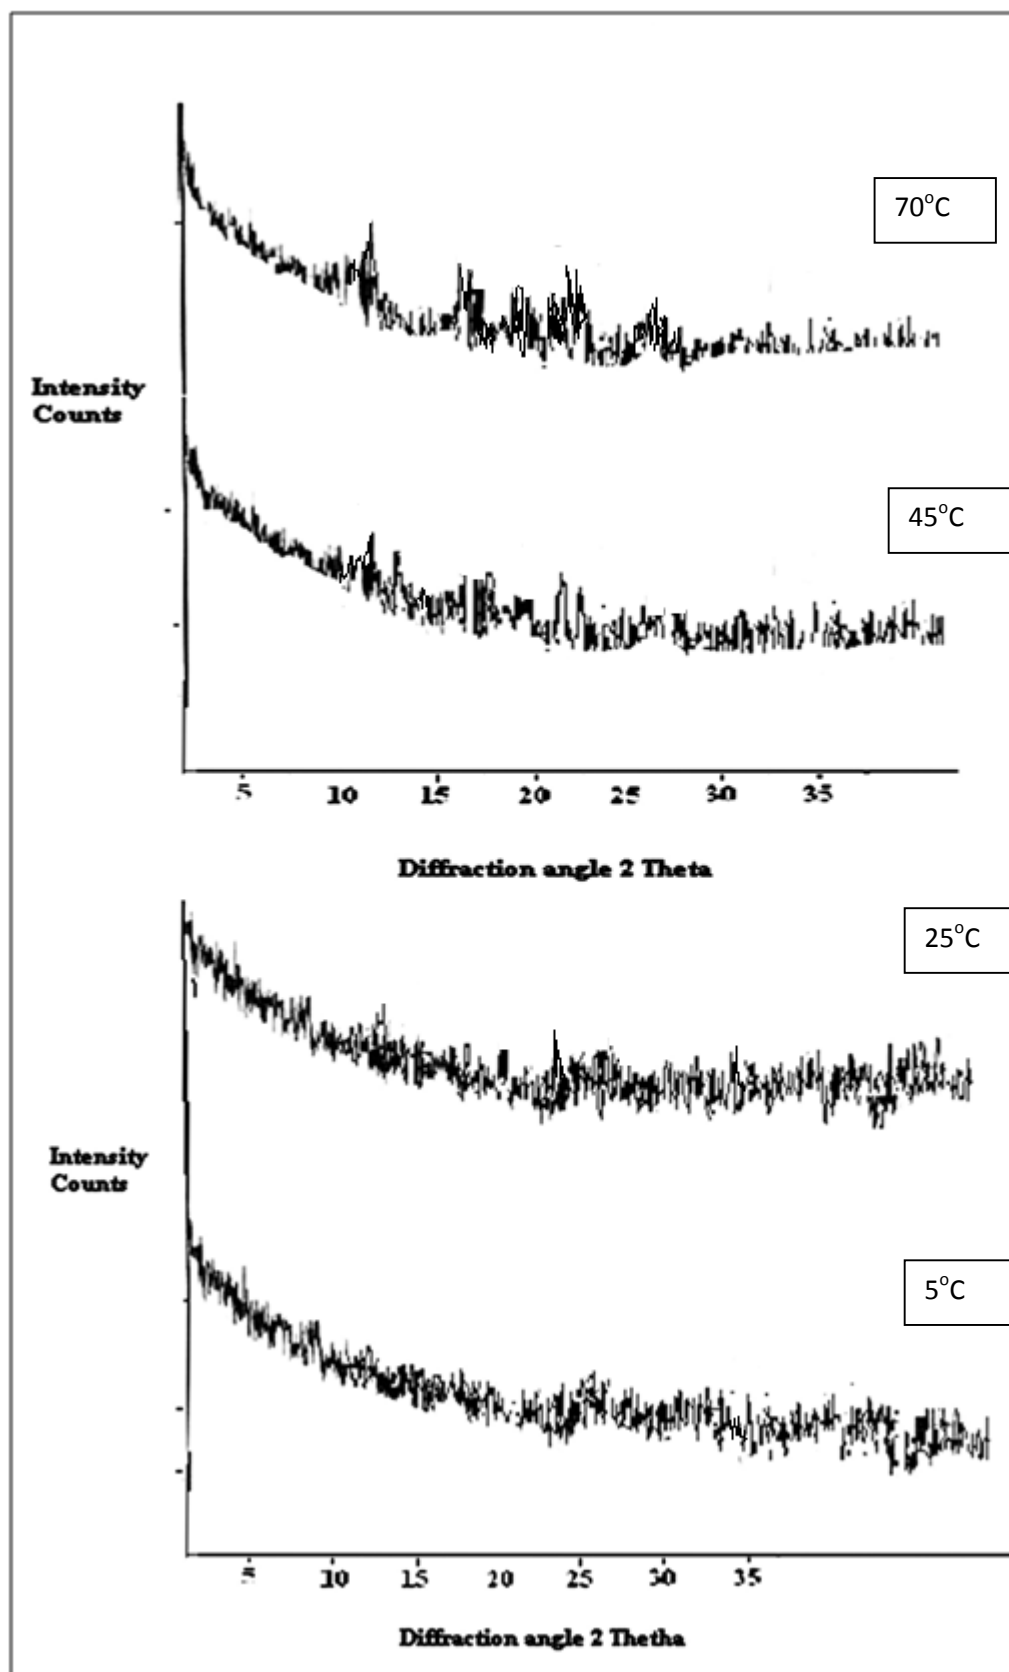 70°C
Intensity
Counts
45°C
5 10 15 20 25 30 35
Diffraction angle 2 Theta
25°C
Intensity
Counts
5°C
5 10 15 20 25 30 35
Diffraction angle 2 Thetha